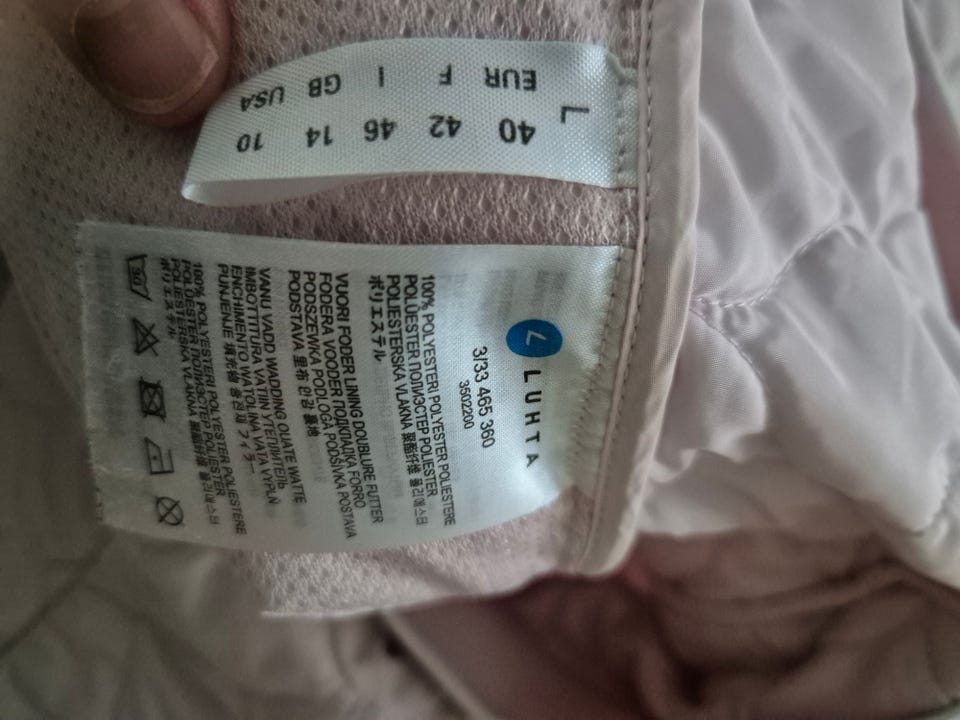 L
EUR 40
F 42
I 46
GB 14
USA 10
LUHTA
3/33 465 360
3502200
100% POLYESTERI POLYESTER POLIESTERE
POLÜESTER ПОЛИЭСТЕР POLIESTER
POLIESTERSKA VLAKNA 聚酯纤维 폴리에스터
ポリエステル
VUORI FODER LINING DOUBLURE FUTTER
FODERA VOODER ПОДКЛАДКА FORRO
PODSZEWKA PODLOGA PODŠÍVKA POSTAVA
PODSTAVA 里布 안감 裏地
VANU VADD WADDING OUATE WATTE
IMBOTTITURA VATIIN УТЕПЛИТЕЛЬ
ENCHIMENTO WATOLINA VATA VÝPLŇ
PUNJENJE 填充物 충전재 フィラー
100% POLYESTERI POLYESTER POLIESTERE
POLÜESTER ПОЛИЭСТЕР POLIESTER
POLIESTERSKA VLAKNA 聚酯纤维 폴리에스터
ポリエステル
30